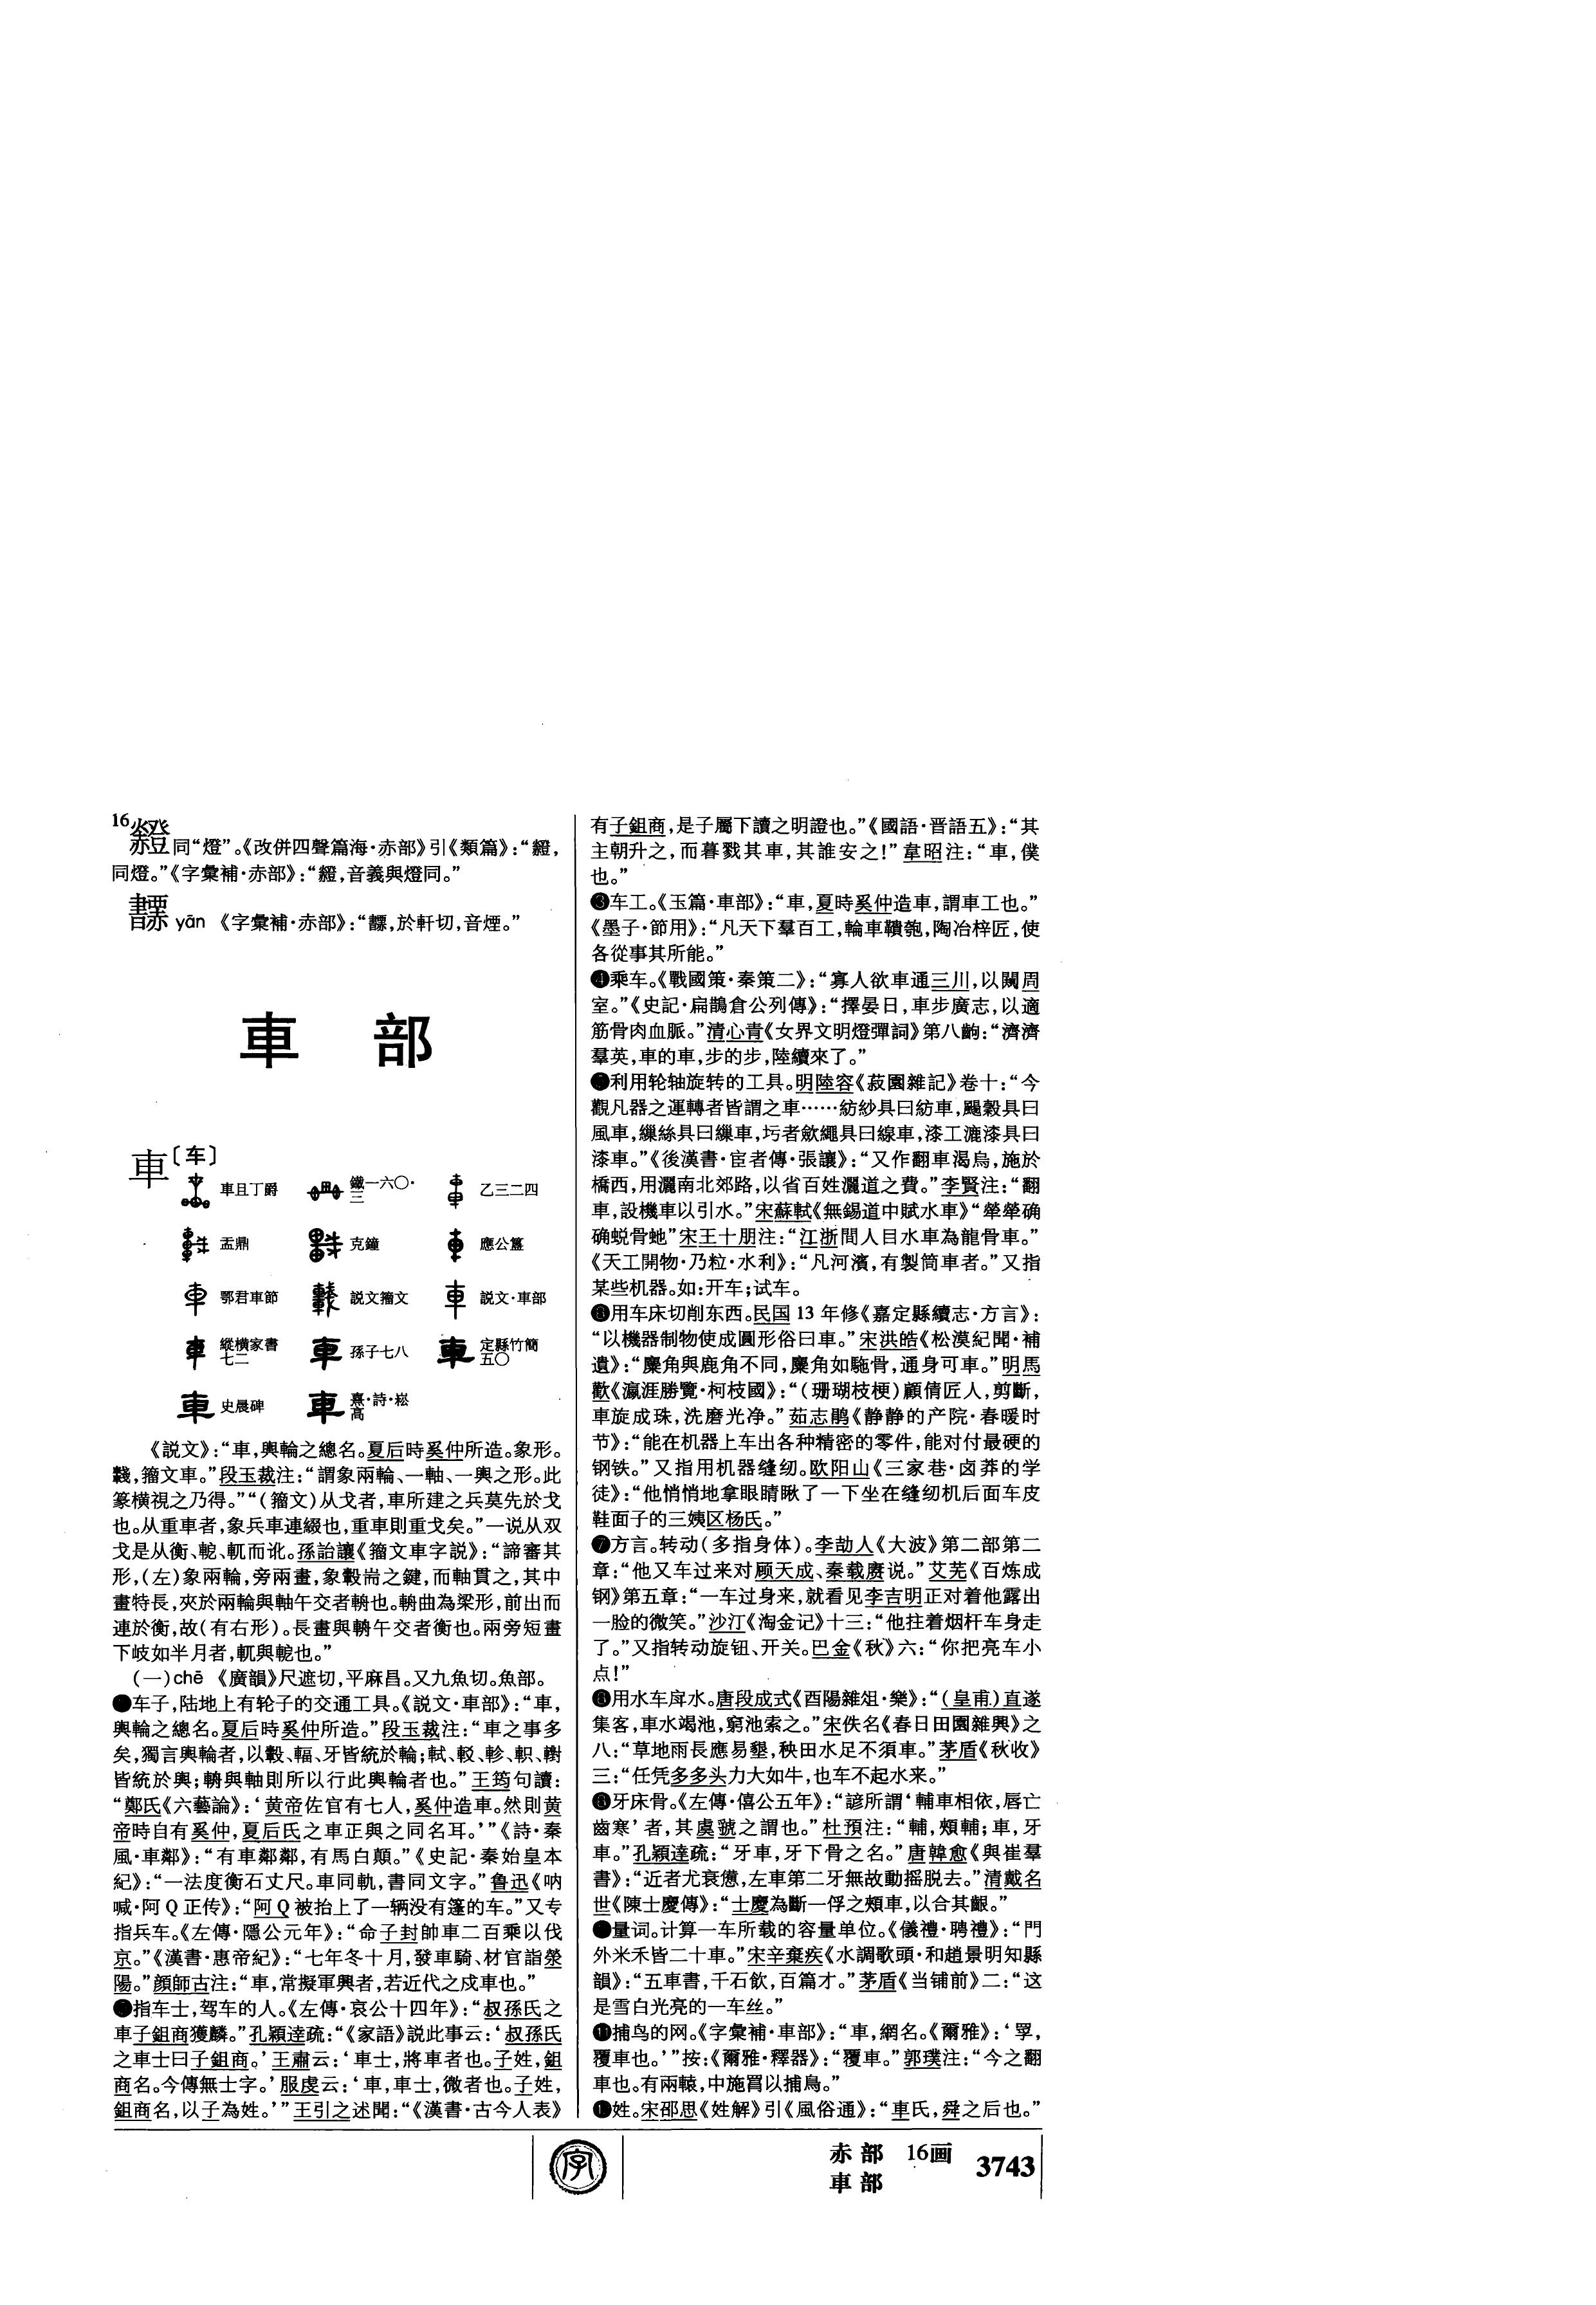 16
同“燈”。《改併四聲篇海·赤部》引《類篇》：“
同燈。”《字彙補·赤部》：“，音義與燈同。”
yān 《字彙補·赤部》：“，於軒切，音煙。”
車 部
車〔车〕
車且丁爵 鐵一六〇·三 乙三二四
盂鼎 克鐘 應公簋
鄂君車節 説文籀文 説文·車部
縱横家書七二 孫子七八 定縣竹簡五〇
史晨碑 熹·詩·崧高
《説文》：“車，輿輪之總名。夏后時奚仲所造。象形。
，籀文車。”段玉裁注：“謂象兩輪、一軸、一輿之形。此
篆横視之乃得。”“（籀文）从戈者，車所建之兵莫先於戈
也。从重車者，象兵車連綴也，重車則重戈矣。”一说从双
戈是从衡、軶、軏而讹。孫詒讓《籀文車字説》：“諦審其
形，（左）象兩輪，旁兩畫，象轂耑之鍵，而軸貫之，其中
畫特長，夾於兩輪與軸午交者輈也。輈曲為梁形，前出而
連於衡，故（有右形）。長畫與輈午交者衡也。兩旁短畫
下岐如半月者，軏與軶也。”
（一）chē 《廣韻》尺遮切，平麻昌。又九魚切。魚部。
❶车子，陆地上有轮子的交通工具。《説文·車部》：“車，
輿輪之總名。夏后時奚仲所造。”段玉裁注：“車之事多
矣，獨言輿輪者，以轂、輻、牙皆統於輪；軾、較、軫、軹、轛
皆統於輿；輈與軸則所以行此輿輪者也。”王筠句讀：
“鄭氏《六藝論》：‘黄帝佐官有七人，奚仲造車。然則黄
帝時自有奚仲，夏后氏之車正與之同名耳。’”《詩·秦
風·車鄰》：“有車鄰鄰，有馬白顛。”《史記·秦始皇本
紀》：“一法度衡石丈尺。車同軌，書同文字。”鲁迅《呐
喊·阿Q正传》：“阿Q被抬上了一辆没有篷的车。”又专
指兵车。《左傳·隱公元年》：“命子封帥車二百乘以伐
京。”《漢書·惠帝紀》：“七年冬十月，發車騎、材官詣滎
陽。”顔師古注：“車，常擬軍興者，若近代之戍車也。”
❷指车士，驾车的人。《左傳·哀公十四年》：“叔孫氏之
車子鉏商獲麟。”孔穎達疏：“《家語》説此事云：‘叔孫氏
之車士曰子鉏商。’王肅云：‘車士，將車者也。子姓，鉏
商名。今傳無士字。’服虔云：‘車，車士，微者也。子姓，
鉏商名，以子為姓。’”王引之述聞：“《漢書·古今人表》
有子鉏商，是子屬下讀之明證也。”《國語·晋語五》：“其
主朝升之，而暮戮其車，其誰安之！”韋昭注：“車，僕
也。”
❸车工。《玉篇·車部》：“車，夏時奚仲造車，謂車工也。”
《墨子·節用》：“凡天下羣百工，輪車鞼匏，陶冶梓匠，使
各從事其所能。”
❹乘车。《戰國策·秦策二》：“寡人欲車通三川，以闚周
室。”《史記·扁鵲倉公列傳》：“擇晏日，車步廣志，以適
筋骨肉血脈。”清心青《女界文明燈彈詞》第八齣：“濟濟
羣英，車的車，步的步，陸續來了。”
❺利用轮轴旋转的工具。明陸容《菽園雜記》卷十：“今
觀凡器之運轉者皆謂之車……紡紗具曰紡車，颺穀具曰
風車，繅絲具曰繅車，圬者斂繩具曰線車，漆工漉漆具曰
漆車。”《後漢書·宦者傳·張讓》：“又作翻車渴烏，施於
橋西，用灑南北郊路，以省百姓灑道之費。”李賢注：“翻
車，設機車以引水。”宋蘇軾《無錫道中賦水車》“犖犖确
确蜕骨虵”宋王十朋注：“江浙間人目水車為龍骨車。”
《天工開物·乃粒·水利》：“凡河濱，有製筒車者。”又指
某些机器。如：开车；试车。
❻用车床切削东西。民国13年修《嘉定縣續志·方言》：
“以機器制物使成圓形俗曰車。”宋洪皓《松漠紀聞·補
遺》：“麋角與鹿角不同，麋角如駞骨，通身可車。”明馬
歡《瀛涯勝覽·柯枝國》：“（珊瑚枝梗）顧倩匠人，剪斷，
車旋成珠，洗磨光净。”茹志鹃《静静的产院·春暖时
节》：“能在机器上车出各种精密的零件，能对付最硬的
钢铁。”又指用机器缝纫。欧阳山《三家巷·卤莽的学
徒》：“他悄悄地拿眼睛瞅了一下坐在缝纫机后面车皮
鞋面子的三姨区杨氏。”
❼方言。转动（多指身体）。李劼人《大波》第二部第二
章：“他又车过来对顾天成、秦载赓说。”艾芜《百炼成
钢》第五章：“一车过身来，就看见李吉明正对着他露出
一脸的微笑。”沙汀《淘金记》十三：“他拄着烟杆车身走
了。”又指转动旋钮、开关。巴金《秋》六：“你把亮车小
点！”
❽用水车戽水。唐段成式《酉陽雜俎·樂》：“（皇甫）直遂
集客，車水竭池，窮池索之。”宋佚名《春日田園雜興》之
八：“草地雨長應易墾，秧田水足不須車。”茅盾《秋收》
三：“任凭多多头力大如牛，也车不起水来。”
❾牙床骨。《左傳·僖公五年》：“諺所謂‘輔車相依，唇亡
齒寒’者，其虞虢之謂也。”杜預注：“輔，頰輔；車，牙
車。”孔穎達疏：“牙車，牙下骨之名。”唐韓愈《與崔羣
書》：“近者尤衰憊，左車第二牙無故動摇脱去。”清戴名
世《陳士慶傳》：“士慶為斷一俘之頰車，以合其齦。”
❿量词。计算一车所载的容量单位。《儀禮·聘禮》：“門
外米禾皆二十車。”宋辛棄疾《水調歌頭·和趙景明知縣
韻》：“五車書，千石飲，百篇才。”茅盾《当铺前》二：“这
是雪白光亮的一车丝。”
⓫捕鸟的网。《字彙補·車部》：“車，網名。《爾雅》：‘罦，
覆車也。’”按：《爾雅·釋器》：“覆車。”郭璞注：“今之翻
車也。有兩轅，中施罥以捕鳥。”
⓬姓。宋邵思《姓解》引《風俗通》：“車氏，舜之后也。”
字
赤部 16画
車部
3743